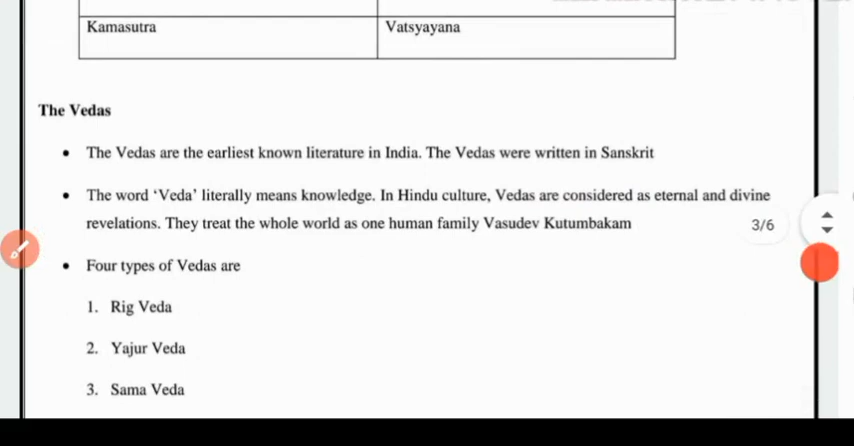 Kamasutra Vatsyayana
The Vedas
• The Vedas are the earliest known literature in India. The Vedas were written in Sanskrit
• The word ‘Veda’ literally means knowledge. In Hindu culture, Vedas are considered as eternal and divine
revelations. They treat the whole world as one human family Vasudev Kutumbakam
3/6
• Four types of Vedas are
1. Rig Veda
2. Yajur Veda
3. Sama Veda